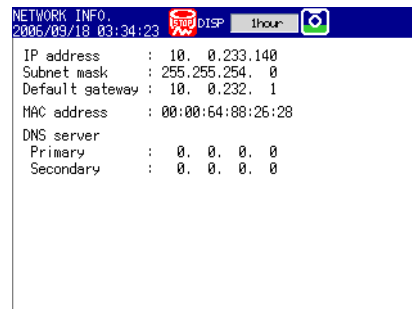 NETWORK INFO.
2006/09/18 03:34:23 STOP DISP 1hour
IP address : 10. 0.233.140
Subnet mask : 255.255.254. 0
Default gateway : 10. 0.232. 1
MAC address : 00:00:64:88:26:28
DNS server
Primary : 0. 0. 0. 0
Secondary : 0. 0. 0. 0